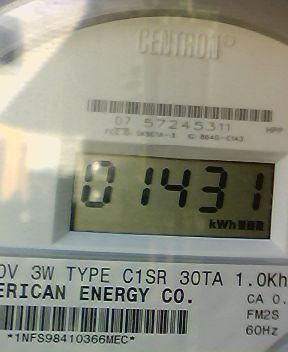 CENTRON®
07 57245311 HPP
01431
kWh
0V 3W TYPE C1SR 30TA 1.0Kh
ERICAN ENERGY CO. CA 0.
FM2S
60Hz
*1NFS98410366MEC*